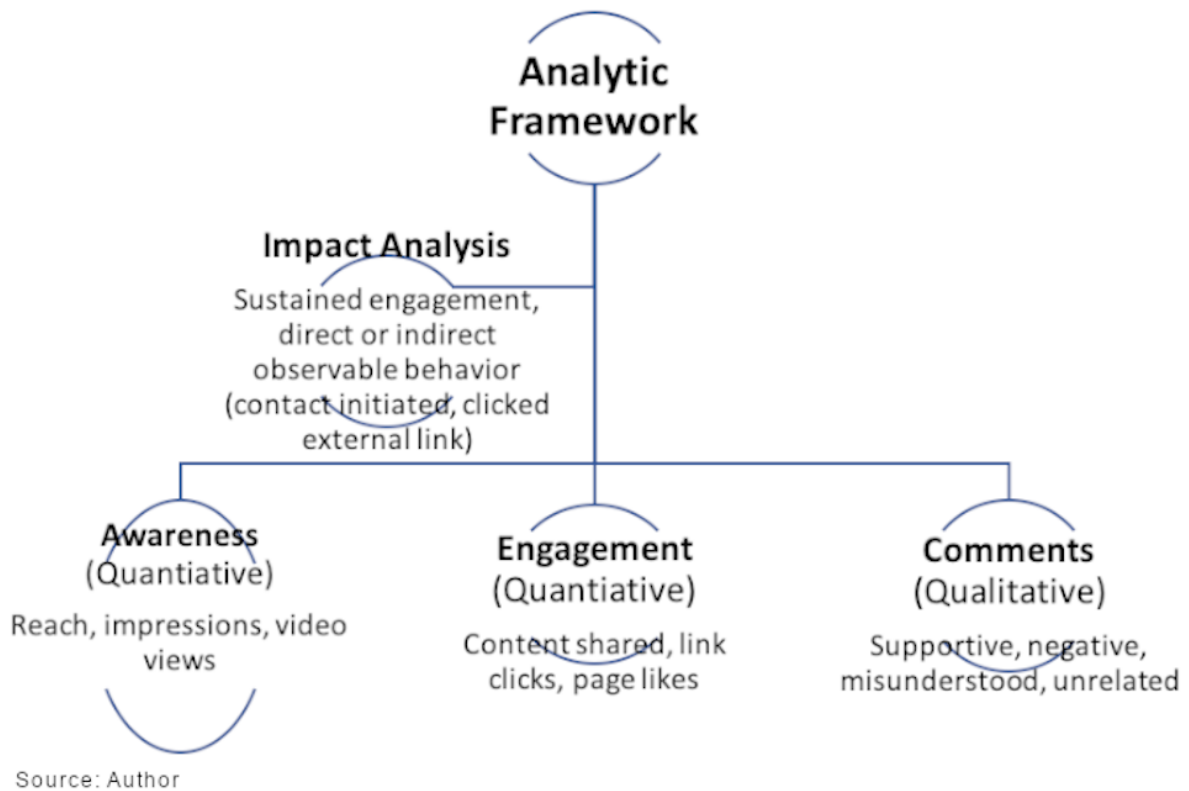 Analytic
Framework
Impact Analysis
Sustained engagement,
direct or indirect
observable behavior
(contact initiated, clicked
external link)
Awareness
(Quantiative)
Reach, impressions, video
views
Engagement
(Quantiative)
Content shared, link
clicks, page likes
Comments
(Qualitative)
Supportive, negative,
misunderstood, unrelated
Source: Author